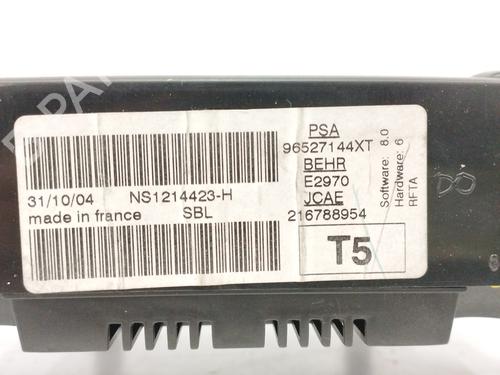 31/10/04 NS1214423-H
made in france SBL
PSA
96527144XT
BEHR
E2970
JCAE
216788954
T5
Software: 8.0
Hardware: 6
RFTA